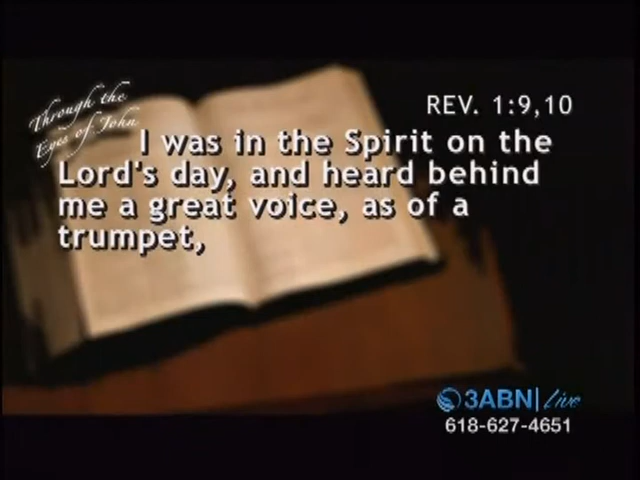 Through the
Eyes of John
REV. 1:9,10
I was in the Spirit on the
Lord's day, and heard behind
me a great voice, as of a
trumpet,
3ABN|Live
618-627-4651